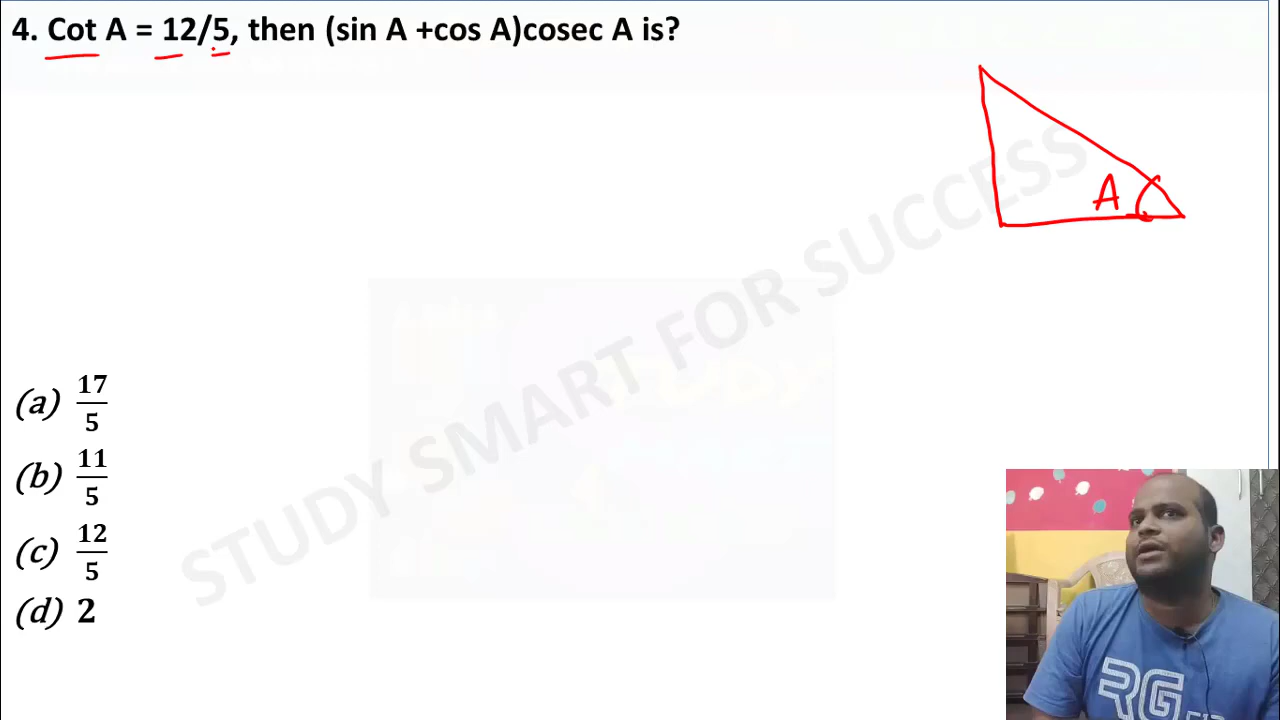 4. Cot A = 12/5, then (sin A +cos A)cosec A is?
A
STUDY SMART FOR SUCCESS
(a) 17/5
(b) 11/5
(c) 12/5
(d) 2
RG